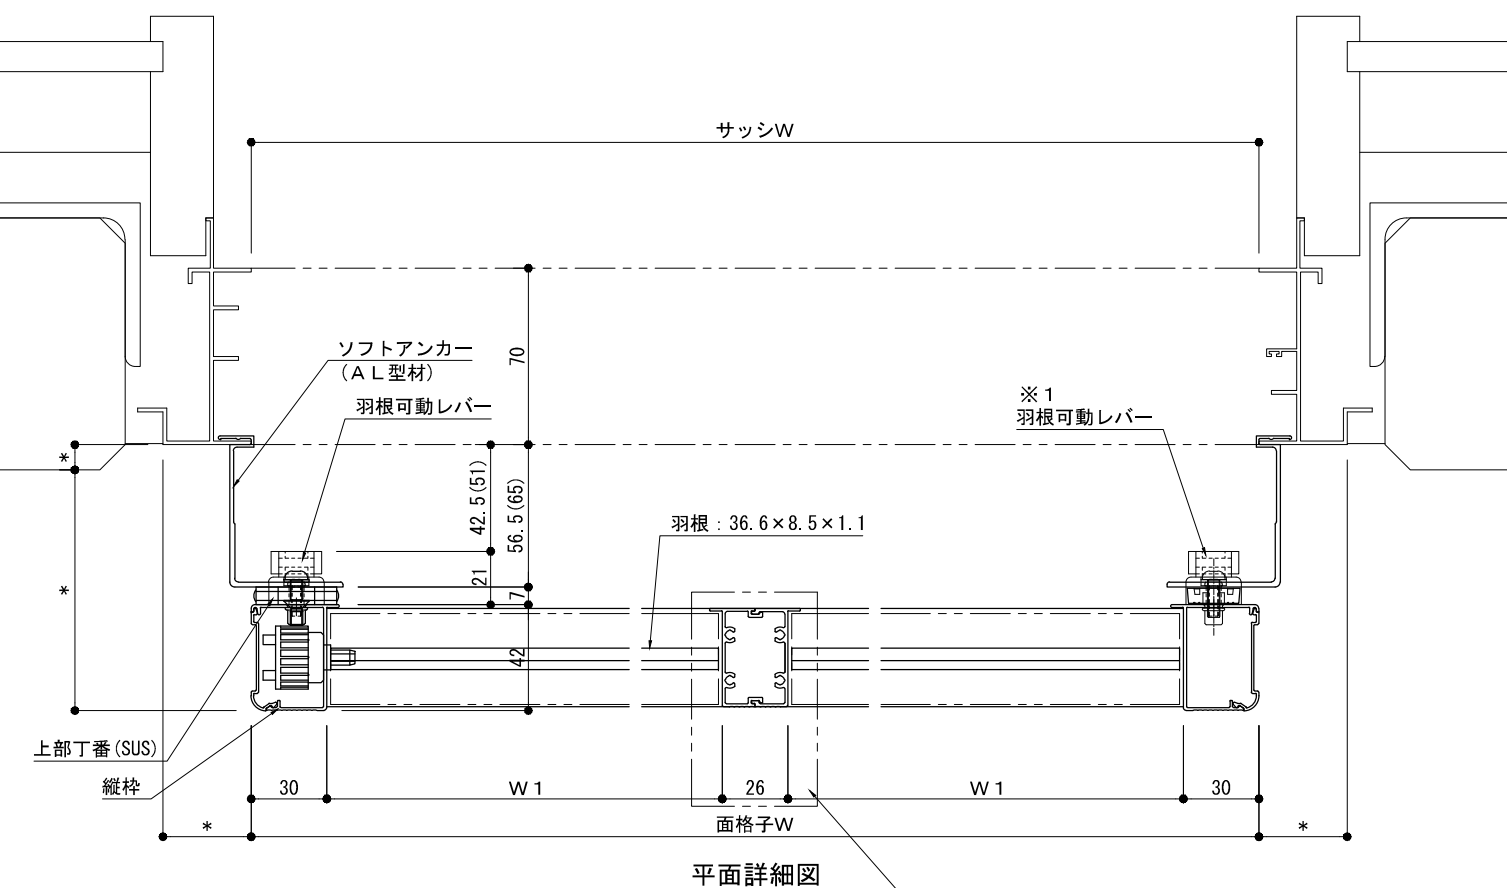 サッシW
70
ソフトアンカー
(AL型材)
羽根可動レバー
※1
羽根可動レバー
*
42.5(51)
56.5(65)
羽根：36.6×8.5×1.1
*
21
7
42
上部丁番(SUS)
縦枠
30
W1
26
W1
30
*
面格子W
*
平面詳細図